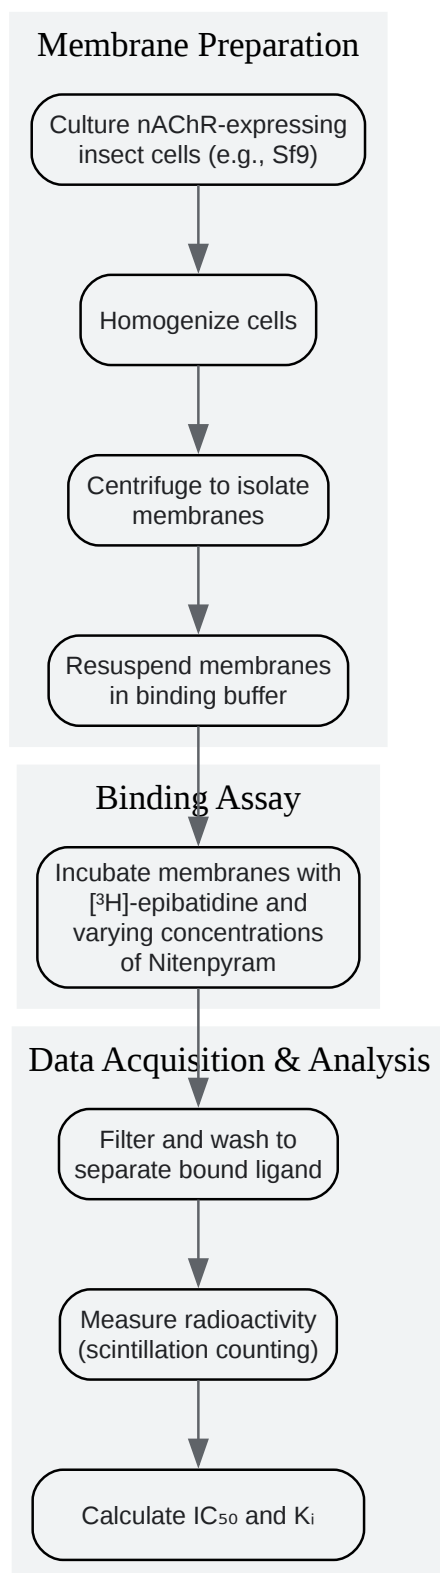 Membrane Preparation
Culture nAChR-expressing
insect cells (e.g., Sf9)
Homogenize cells
Centrifuge to isolate
membranes
Resuspend membranes
in binding buffer
Binding Assay
Incubate membranes with
[³H]-epibatidine and
varying concentrations
of Nitenpyram
Data Acquisition & Analysis
Filter and wash to
separate bound ligand
Measure radioactivity
(scintillation counting)
Calculate IC₅₀ and Kᵢ